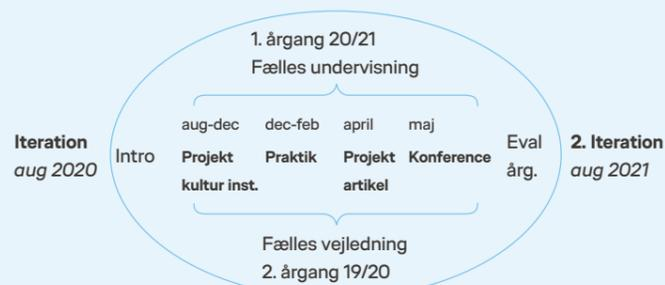 1. årgang 20/21
Fælles undervisning
aug-dec dec-feb april maj
Iteration
aug 2020
Intro
Projekt kultur inst.
Praktik
Projekt artikel
Konference
Eval årg.
2. Iteration
aug 2021
Fælles vejledning
2. årgang 19/20